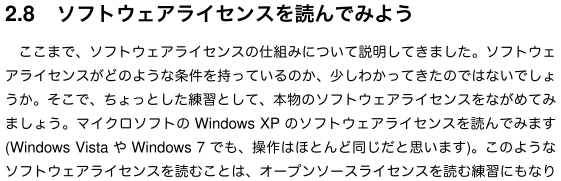 2.8 ソフトウェアライセンスを読んでみよう
ここまで、ソフトウェアライセンスの仕組みについて説明してきました。ソフトウェ
アライセンスがどのような条件を持っているのか、少しわかってきたのではないでしょ
うか。そこで、ちょっとした練習として、本物のソフトウェアライセンスをながめてみ
ましょう。マイクロソフトの Windows XP のソフトウェアライセンスを読んでみます
(Windows Vista や Windows 7 でも、操作はほとんど同じだと思います)。このような
ソフトウェアライセンスを読むことは、オープンソースライセンスを読む練習にもなり